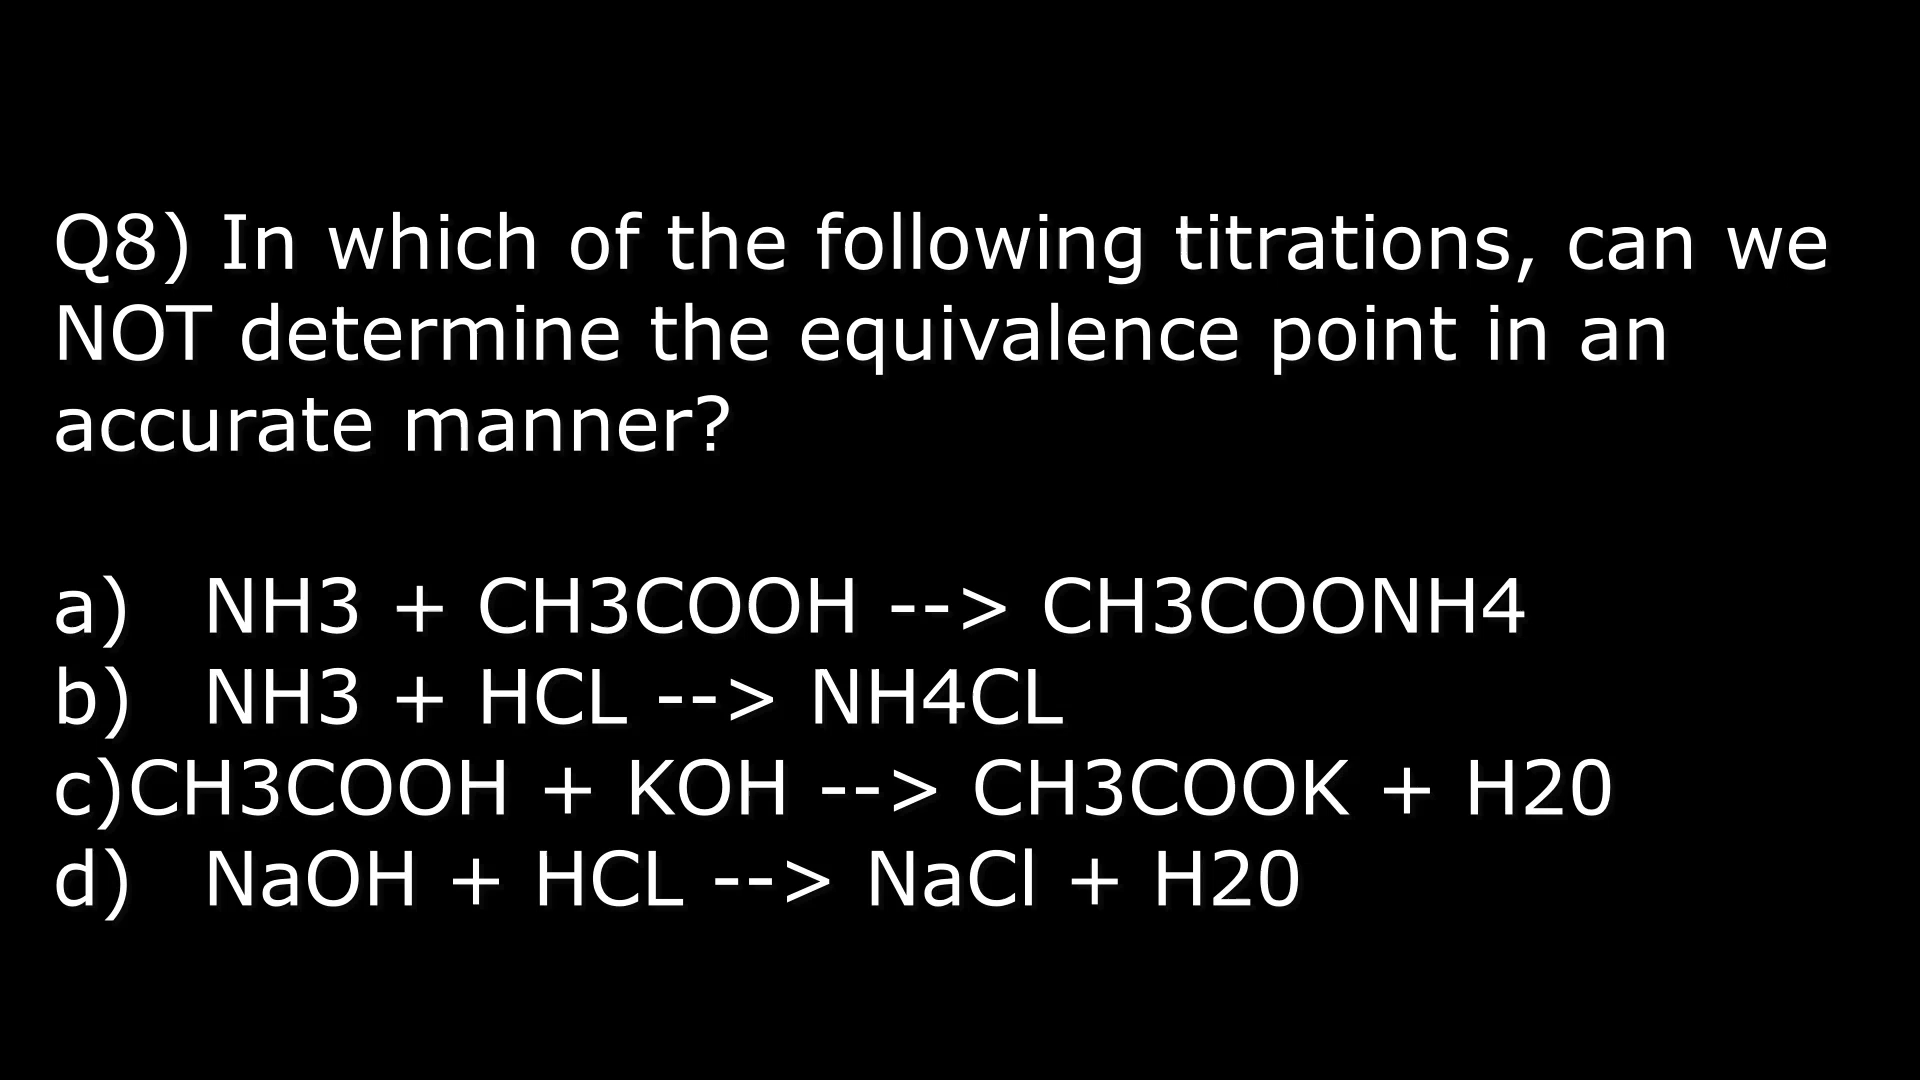 Q8) In which of the following titrations, can we
NOT determine the equivalence point in an
accurate manner?
a) NH3 + CH3COOH --> CH3COONH4
b) NH3 + HCL --> NH4CL
c)CH3COOH + KOH --> CH3COOK + H20
d) NaOH + HCL --> NaCl + H20